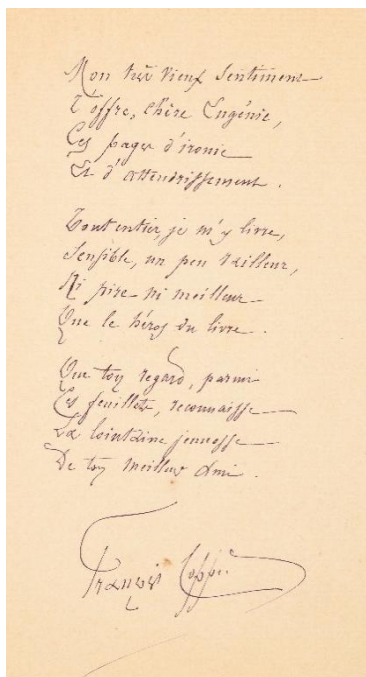 Mon très vieux sentiment
T'offre, chère Eugénie,
Ces pages d'ironie
Et d'attendrissement.
Tout entier, je m'y livre,
Sensible, un peu railleur,
Ni pire ni meilleur
Que le héros du livre.
Que ton regard, parmi
Ces feuillets, reconnaisse
La lointaine jeunesse
De ton meilleur ami.
François Coppée